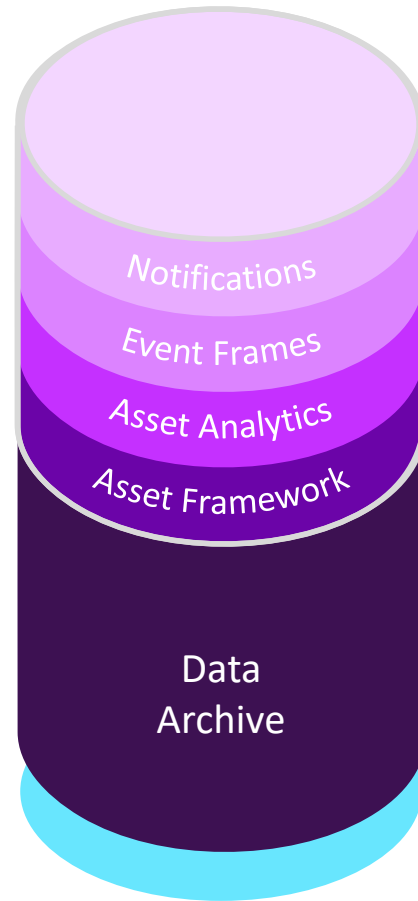 Notifications
Event Frames
Asset Analytics
Asset Framework
Data
Archive